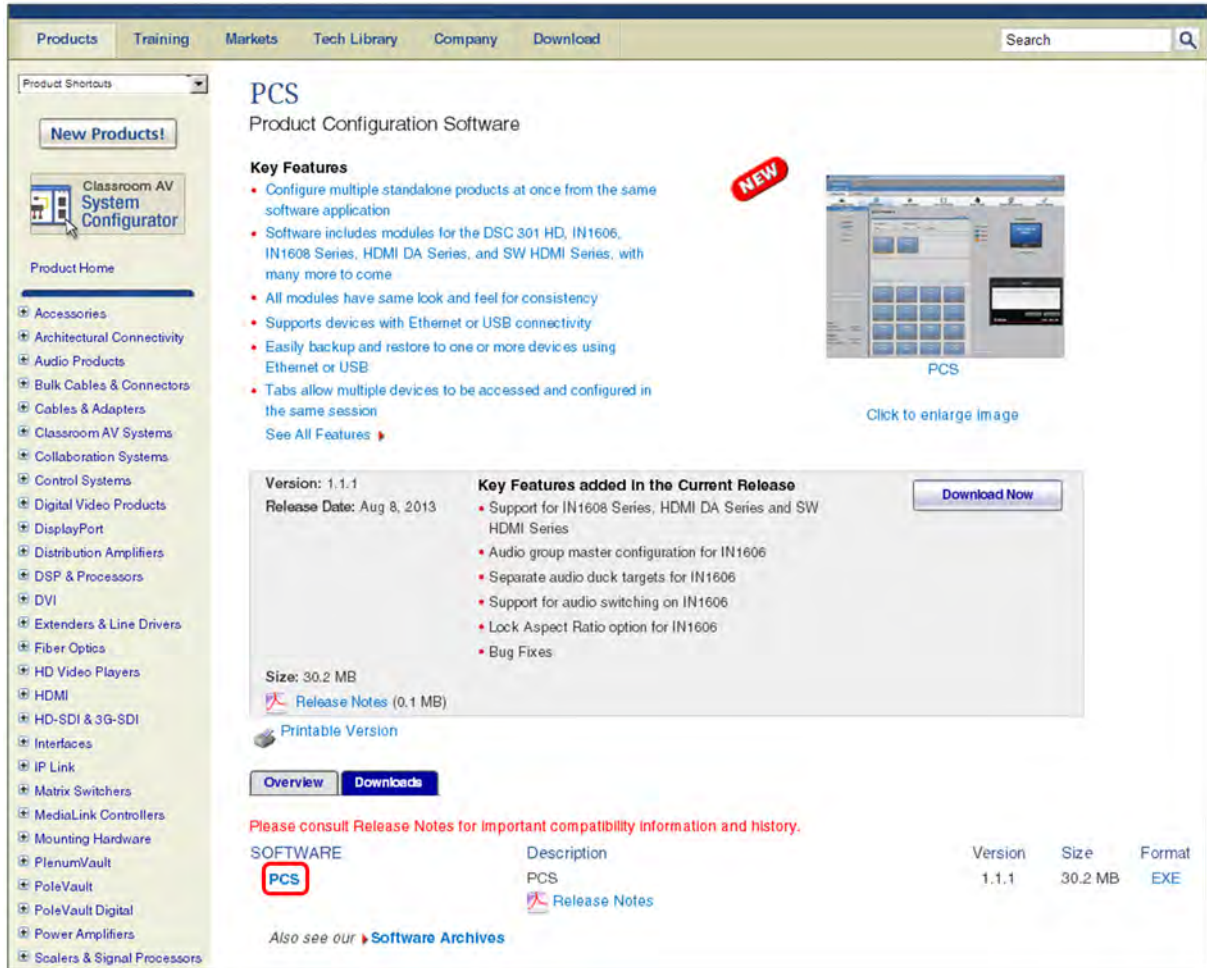 Products Training Markets Tech Library Company Download Search
Product Shortcuts
New Products!
Classroom AV
System
Configurator
Product Home
Accessories
Architectural Connectivity
Audio Products
Bulk Cables & Connectors
Cables & Adapters
Classroom AV Systems
Collaboration Systems
Control Systems
Digital Video Products
DisplayPort
Distribution Amplifiers
DSP & Processors
DVI
Extenders & Line Drivers
Fiber Optics
HD Video Players
HDMI
HD-SDI & 3G-SDI
Interfaces
IP Link
Matrix Switchers
MediaLink Controllers
Mounting Hardware
PlenumVault
PoleVault
PoleVault Digital
Power Amplifiers
Scalers & Signal Processors
PCS
Product Configuration Software
Key Features
• Configure multiple standalone products at once from the same
software application
• Software includes modules for the DSC 301 HD, IN1606,
IN1608 Series, HDMI DA Series, and SW HDMI Series, with
many more to come
• All modules have same look and feel for consistency
• Supports devices with Ethernet or USB connectivity
• Easily backup and restore to one or more devices using
Ethernet or USB
• Tabs allow multiple devices to be accessed and configured in
the same session
See All Features
NEW
PCS
Click to enlarge image
Version: 1.1.1
Release Date: Aug 8, 2013
Key Features added in the Current Release
• Support for IN1608 Series, HDMI DA Series and SW
HDMI Series
• Audio group master configuration for IN1606
• Separate audio duck targets for IN1606
• Support for audio switching on IN1606
• Lock Aspect Ratio option for IN1606
• Bug Fixes
Download Now
Size: 30.2 MB
Release Notes (0.1 MB)
Printable Version
Overview Downloads
Please consult Release Notes for important compatibility information and history.
SOFTWARE Description Version Size Format
PCS PCS 1.1.1 30.2 MB EXE
Release Notes
Also see our Software Archives